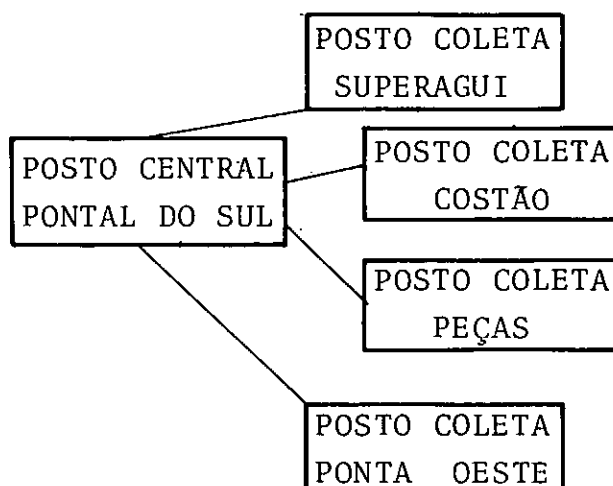 POSTO COLETA
SUPERAGUI
POSTO CENTRAL
PONTAL DO SUL
POSTO COLETA
COSTÃO
POSTO COLETA
PEÇAS
POSTO COLETA
PONTA OESTE